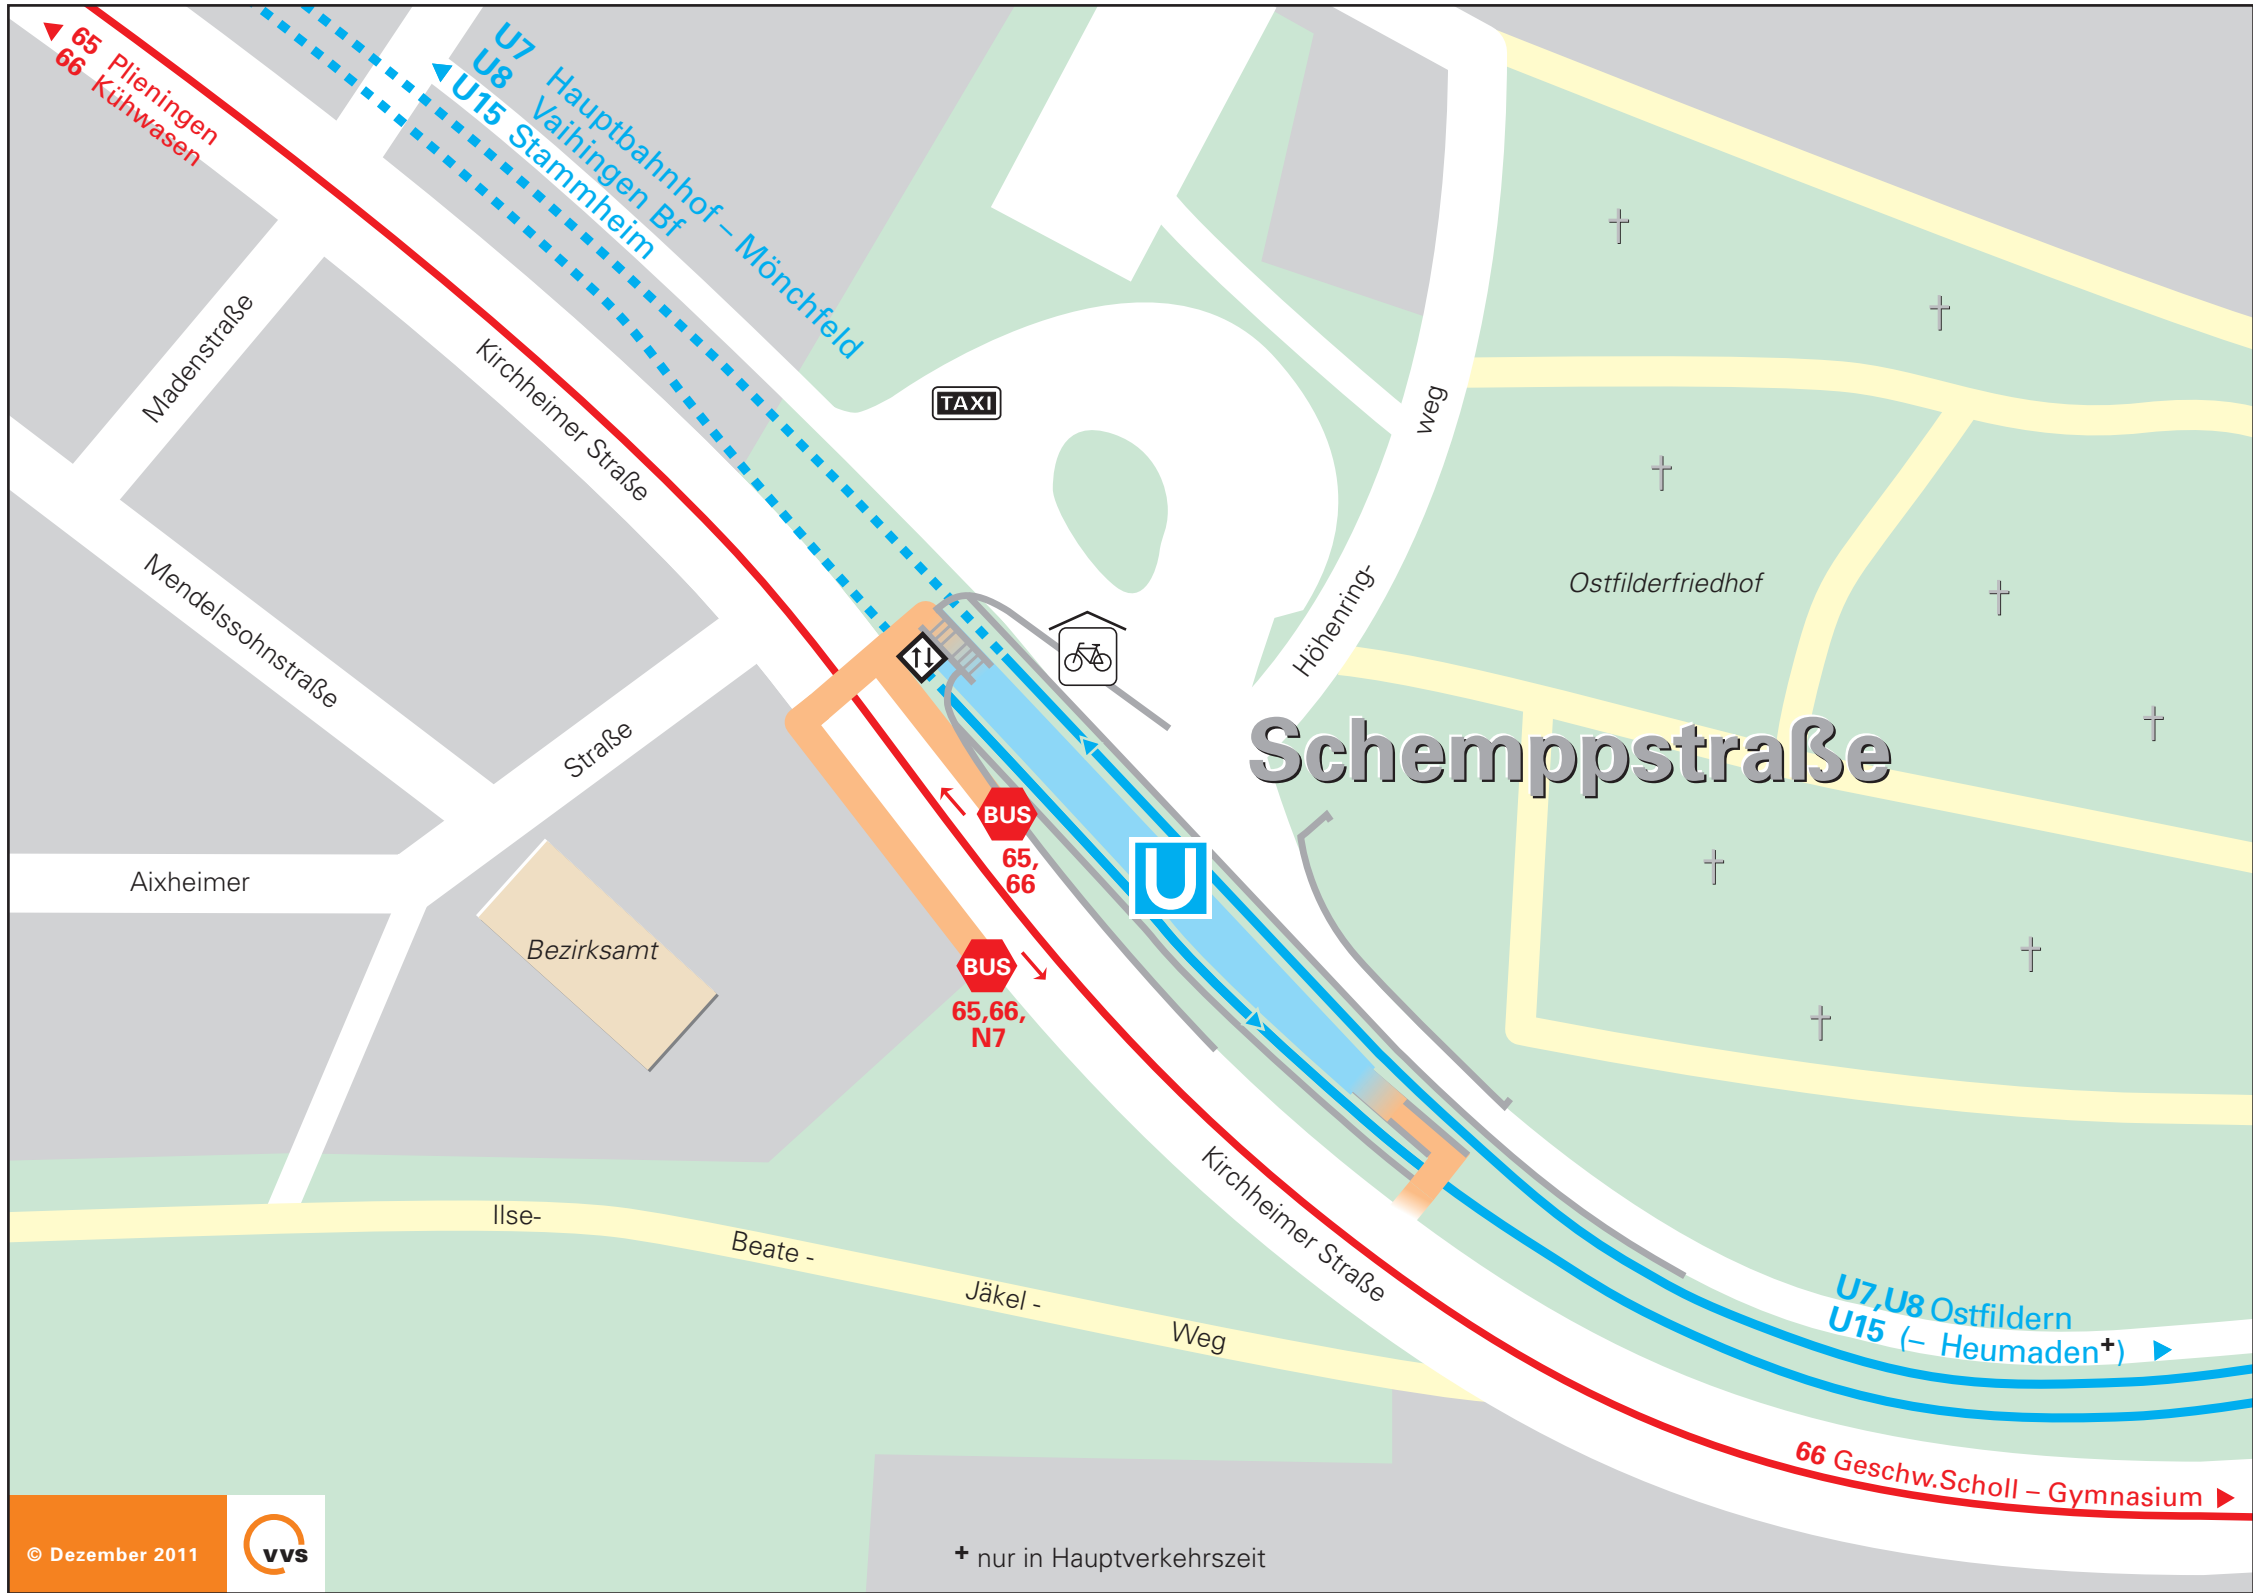 65 Plieningen
66 Kühwasen
U7 Hauptbahnhof – Mönchfeld
U8 Vaihingen Bf
U15 Stammheim
Madenstraße
Kirchheimer Straße
TAXI
Höhenring-
weg
Mendelssohnstraße
Ostfilderfriedhof
Straße
Schemppstraße
BUS
65,
66
U
Aixheimer
Bezirksamt
BUS
65,66,
N7
Kirchheimer Straße
Ilse-
Beate -
Jäkel -
Weg
U7,U8 Ostfildern
U15 (– Heumaden+)
66 Geschw.Scholl – Gymnasium
© Dezember 2011
vvs
+ nur in Hauptverkehrszeit